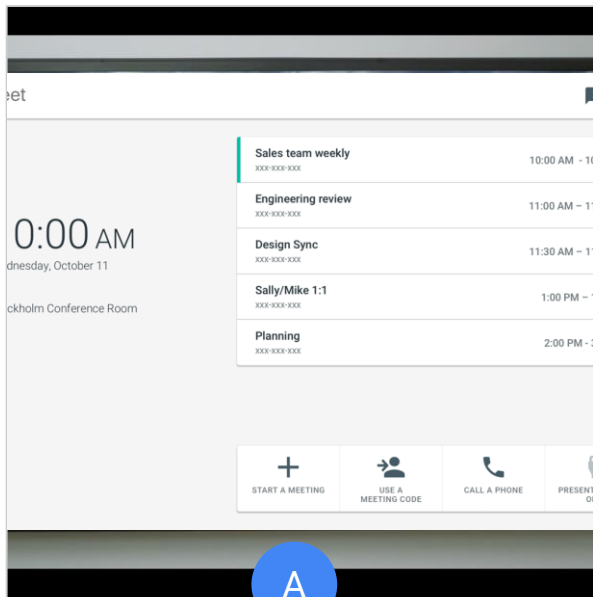 eet
Sales team weekly
xxx-xxx-xxx
10:00 AM - 10
Engineering review
xxx-xxx-xxx
11:00 AM – 11
Design Sync
xxx-xxx-xxx
11:30 AM – 11
Sally/Mike 1:1
xxx-xxx-xxx
1:00 PM –
Planning
xxx-xxx-xxx
2:00 PM -
0:00 AM
dnesday, October 11
ckholm Conference Room
START A MEETING
USE A
MEETING CODE
CALL A PHONE
PRESENT
A